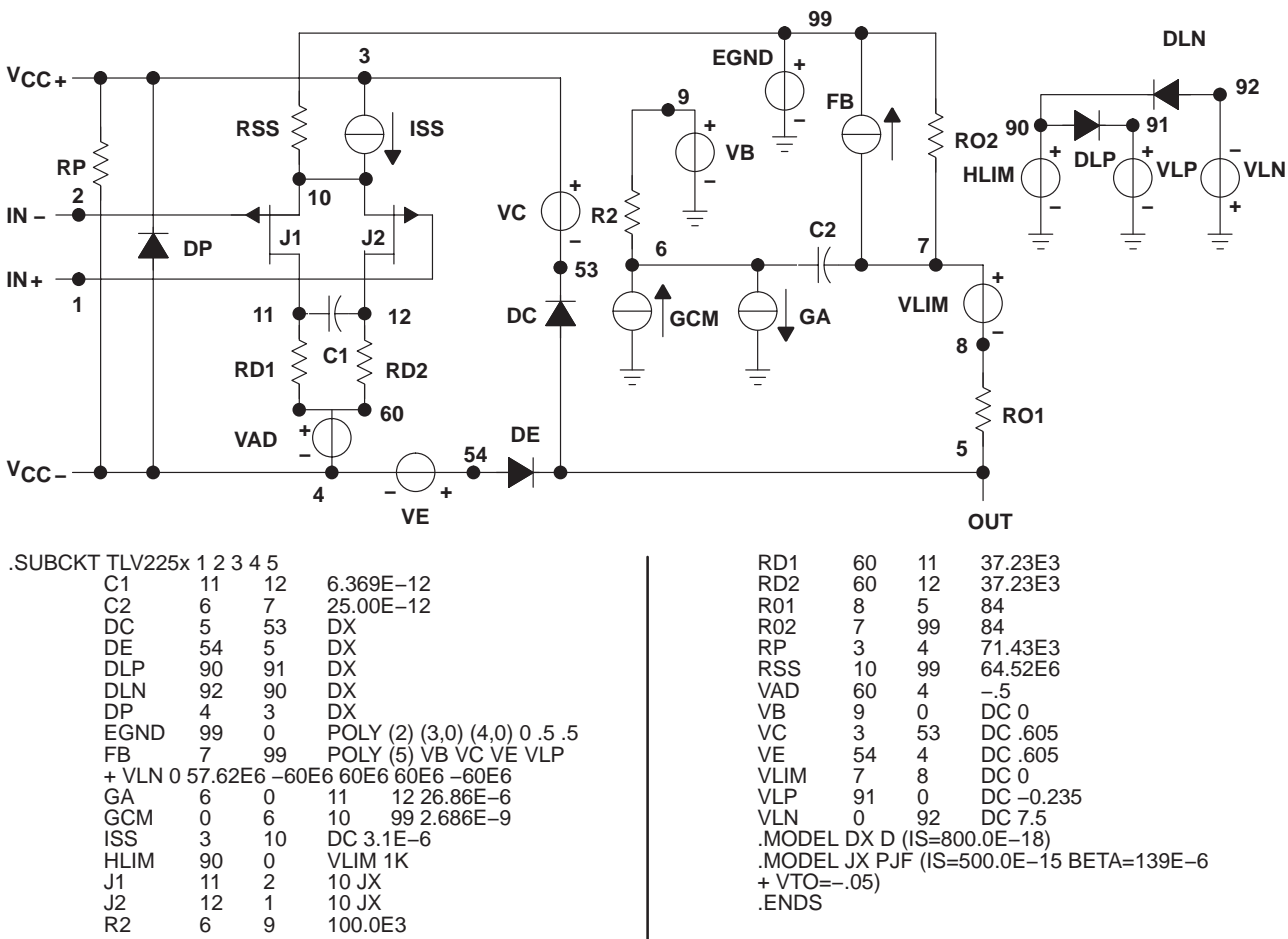 99
3
EGND
+
−
DLN
VCC+
9
92
RSS
ISS
FB
+
−
VB
RO2
90
91
RP
10
HLIM
+
−
DLP
+
−
VLP
−
+
VLN
2
IN −
VC
+
−
R2
C2
J1
J2
DP
6
7
IN +
53
1
VLIM
+
−
11
12
DC
GCM
GA
C1
8
RD1
RD2
60
RO1
VAD
+
−
DE
54
5
VCC−
4
−
+
VE
OUT
.SUBCKT TLV225x 1 2 3 4 5
C1 11 12 6.369E−12
C2 6 7 25.00E−12
DC 5 53 DX
DE 54 5 DX
DLP 90 91 DX
DLN 92 90 DX
DP 4 3 DX
EGND 99 0 POLY (2) (3,0) (4,0) 0 .5 .5
FB 7 99 POLY (5) VB VC VE VLP
+ VLN 0 57.62E6 −60E6 60E6 60E6 −60E6
GA 6 0 11 12 26.86E−6
GCM 0 6 10 99 2.686E−9
ISS 3 10 DC 3.1E−6
HLIM 90 0 VLIM 1K
J1 11 2 10 JX
J2 12 1 10 JX
R2 6 9 100.0E3
RD1 60 11 37.23E3
RD2 60 12 37.23E3
R01 8 5 84
R02 7 99 84
RP 3 4 71.43E3
RSS 10 99 64.52E6
VAD 60 4 −.5
VB 9 0 DC 0
VC 3 53 DC .605
VE 54 4 DC .605
VLIM 7 8 DC 0
VLP 91 0 DC −0.235
VLN 0 92 DC 7.5
.MODEL DX D (IS=800.0E−18)
.MODEL JX PJF (IS=500.0E−15 BETA=139E−6
+ VTO=−.05)
.ENDS